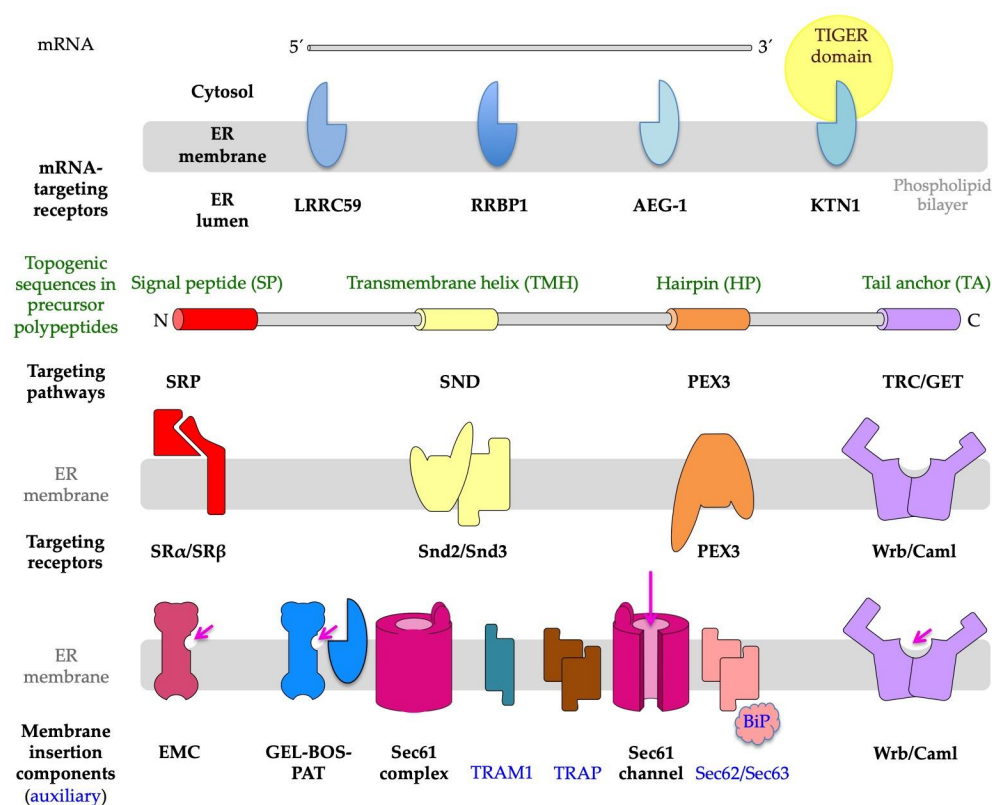 mRNA
5´
3´
TIGER
domain
Cytosol
ER
membrane
mRNA-
targeting
receptors
ER
lumen
LRRC59
RRBP1
AEG-1
KTN1
Phospholipid
bilayer
Topogenic
sequences in
precursor
polypeptides
Signal peptide (SP)
Transmembrane helix (TMH)
Hairpin (HP)
Tail anchor (TA)
N
C
Targeting
pathways
SRP
SND
PEX3
TRC/GET
ER
membrane
Targeting
receptors
SRα/SRβ
Snd2/Snd3
PEX3
Wrb/Caml
ER
membrane
BiP
Membrane
insertion
components
(auxiliary)
EMC
GEL-BOS-
PAT
Sec61
complex
TRAM1
TRAP
Sec61
channel
Sec62/Sec63
Wrb/Caml